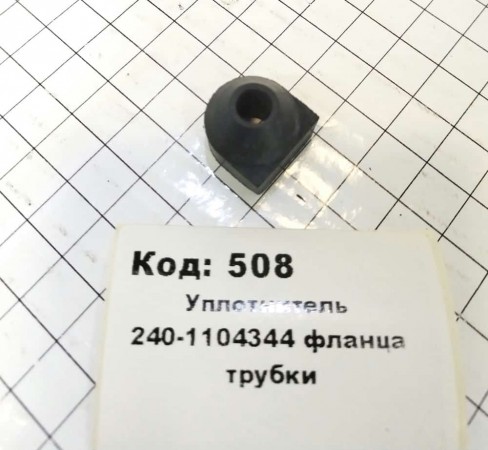 Код: 508
Уплотнитель
240-1104344 фланца
трубки